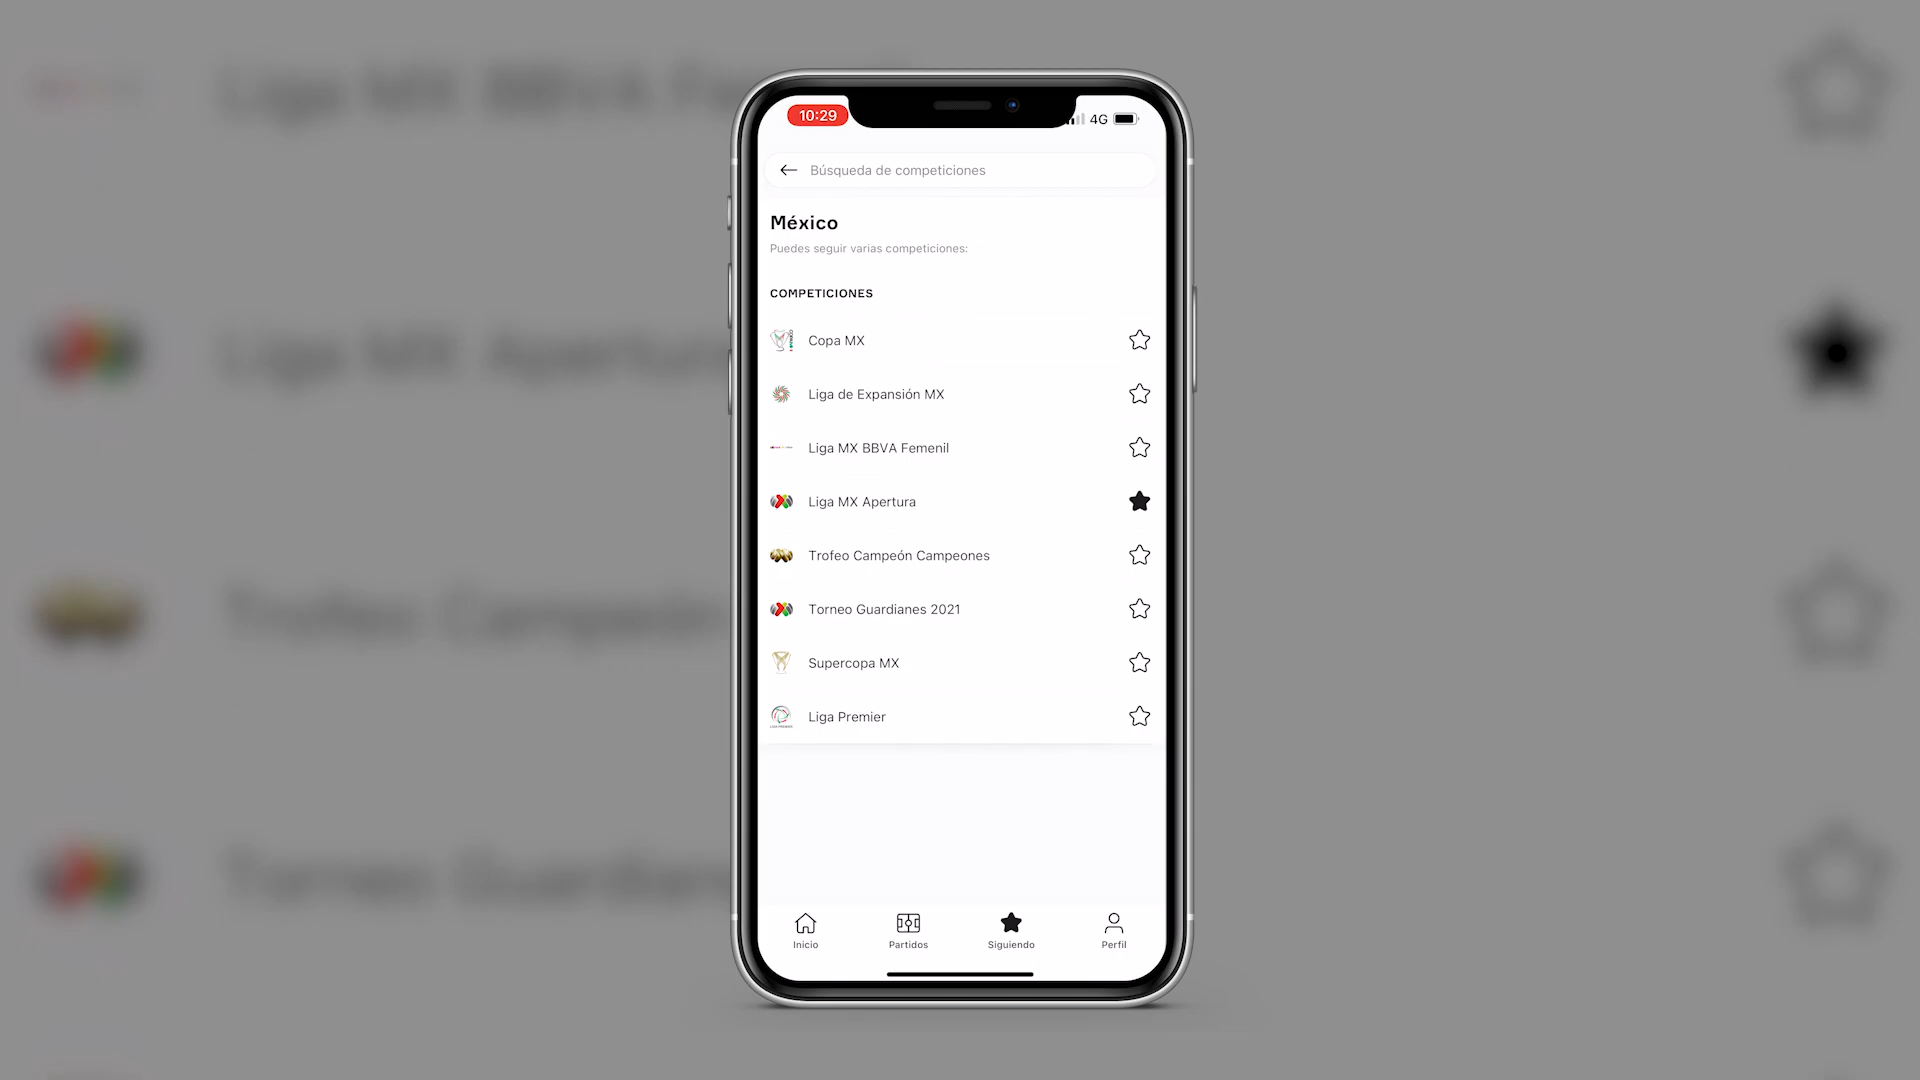 10:29
4G
Búsqueda de competiciones
México
Puedes seguir varias competiciones:
COMPETICIONES
Copa MX
Liga de Expansión MX
Liga MX BBVA Femenil
Liga MX Apertura
Trofeo Campeón Campeones
Torneo Guardianes 2021
Supercopa MX
Liga Premier
Inicio
Partidos
Siguiendo
Perfil